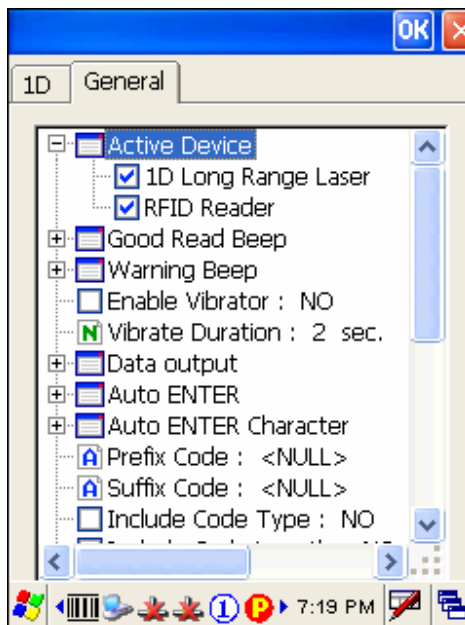 OK
1D General
Active Device
1D Long Range Laser
RFID Reader
Good Read Beep
Warning Beep
Enable Vibrator : NO
N Vibrate Duration : 2 sec.
Data output
Auto ENTER
Auto ENTER Character
A Prefix Code : <NULL>
A Suffix Code : <NULL>
Include Code Type : NO
1 P 7:19 PM